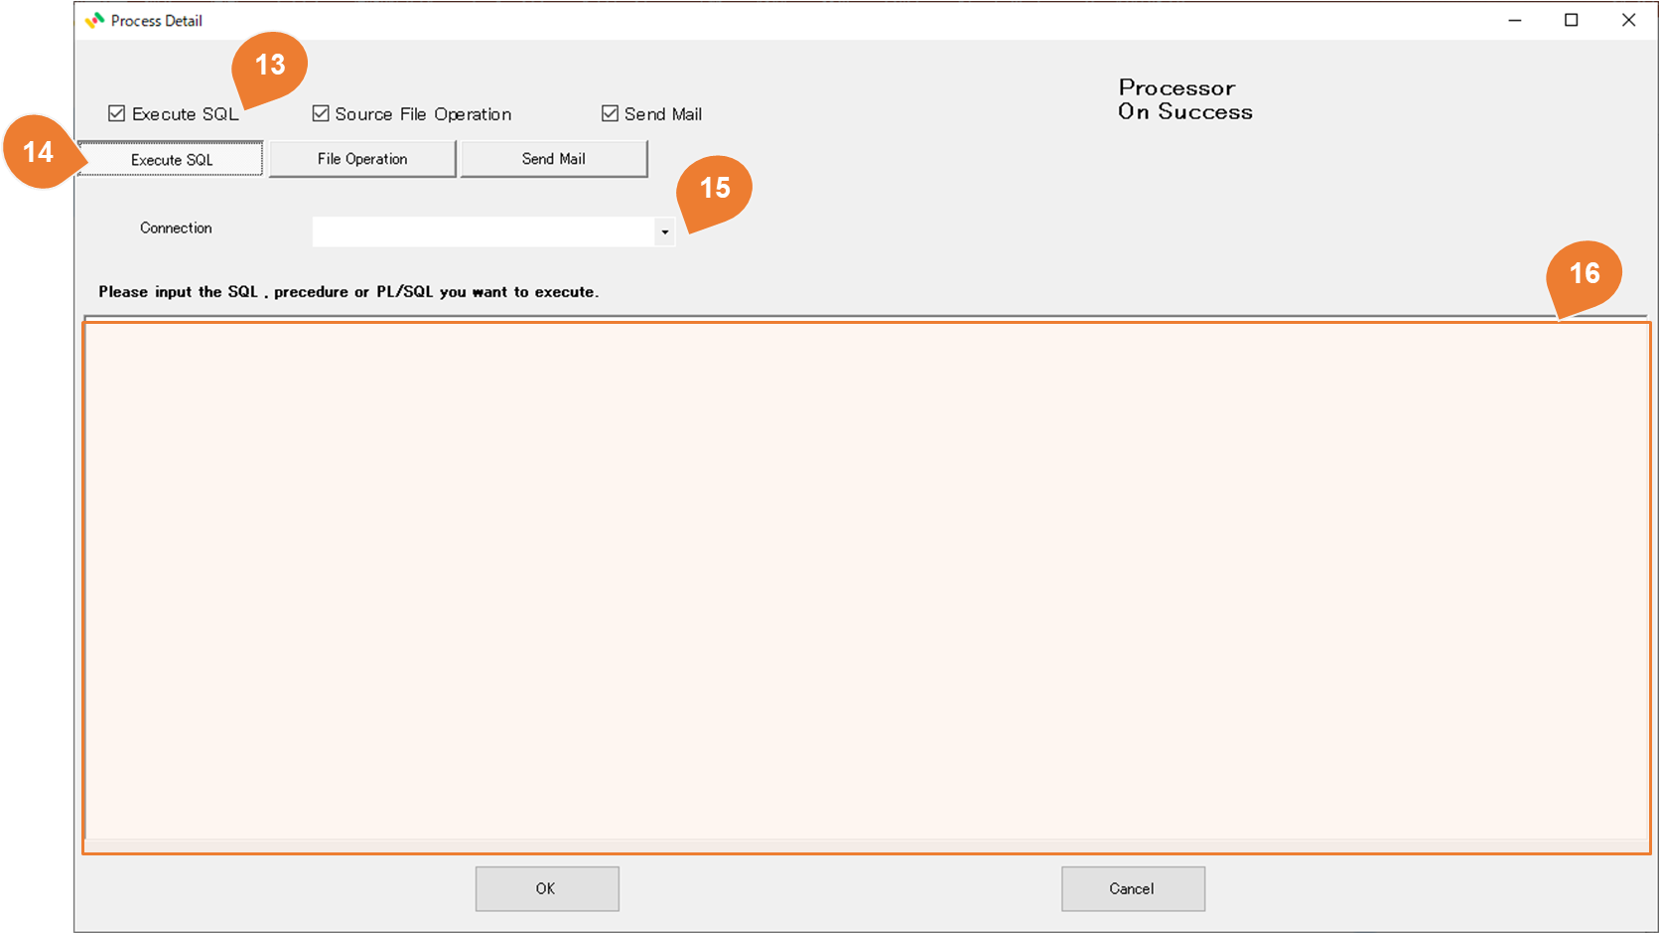 Process Detail
13
Processor
On Success
Execute SQL
Source File Operation
Send Mail
14
Execute SQL
File Operation
Send Mail
15
Connection
16
Please input the SQL , precedure or PL/SQL you want to execute.
OK
Cancel